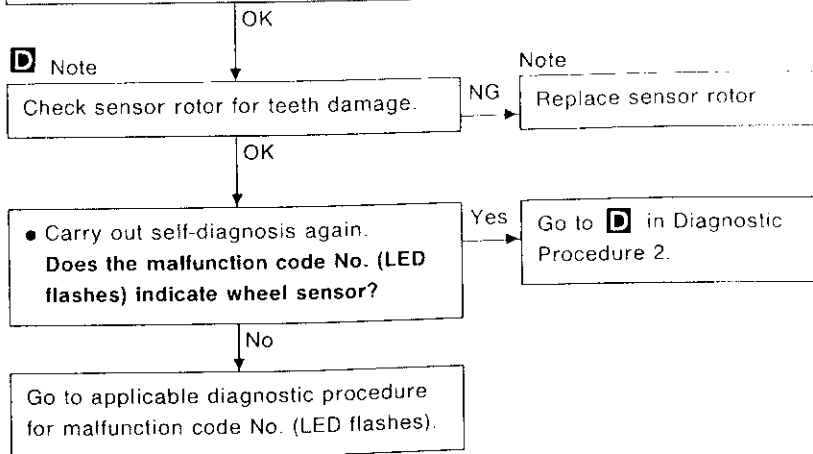 OK
D Note
Check sensor rotor for teeth damage.
NG
Note
Replace sensor rotor
OK
● Carry out self-diagnosis again.
Does the malfunction code No. (LED
flashes) indicate wheel sensor?
Yes
Go to D in Diagnostic
Procedure 2.
No
Go to applicable diagnostic procedure
for malfunction code No. (LED flashes).